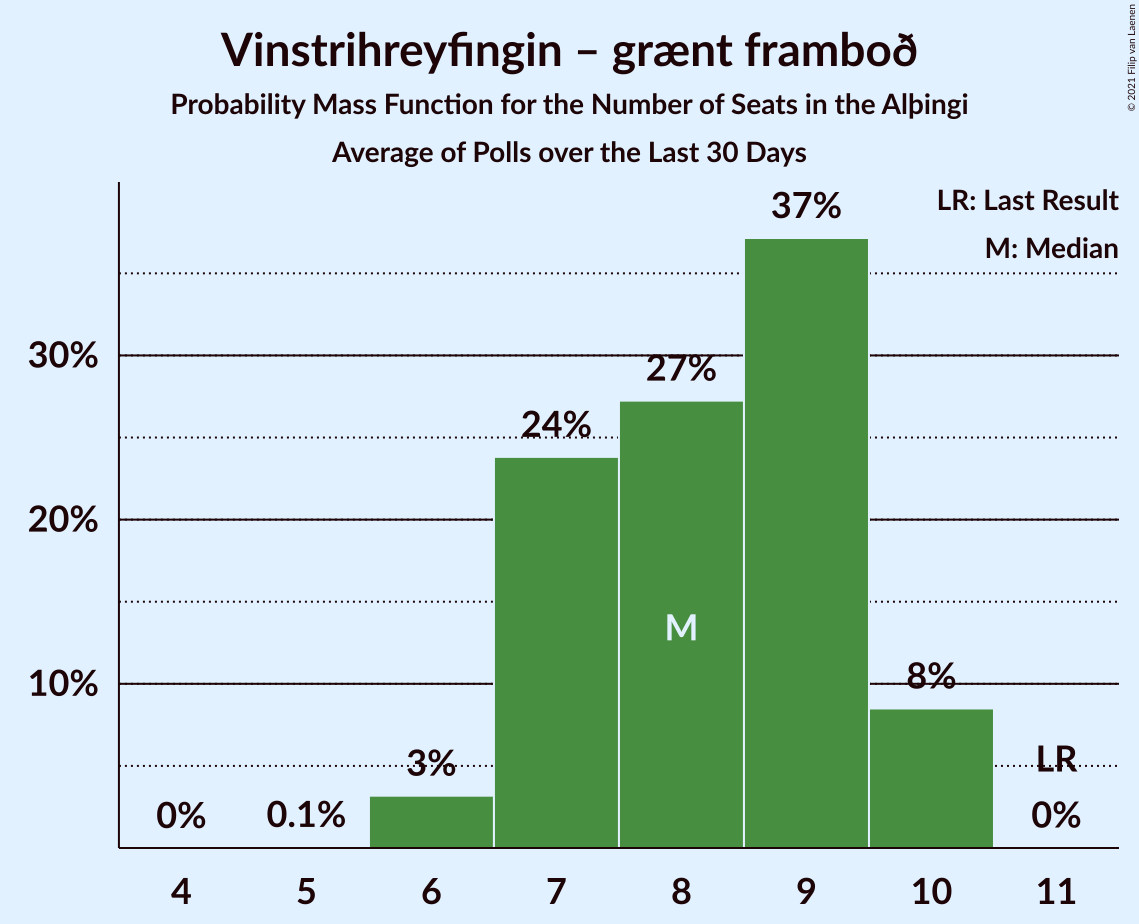 Vinstrihreyfingin – grænt framboð
Probability Mass Function for the Number of Seats in the Alþingi
Average of Polls over the Last 30 Days
© 2021 Filip van Laenen
LR: Last Result
M: Median
37%
30%
27%
24%
20%
M
10%
8%
3%
LR
0%
0.1%
0%
4 5 6 7 8 9 10 11